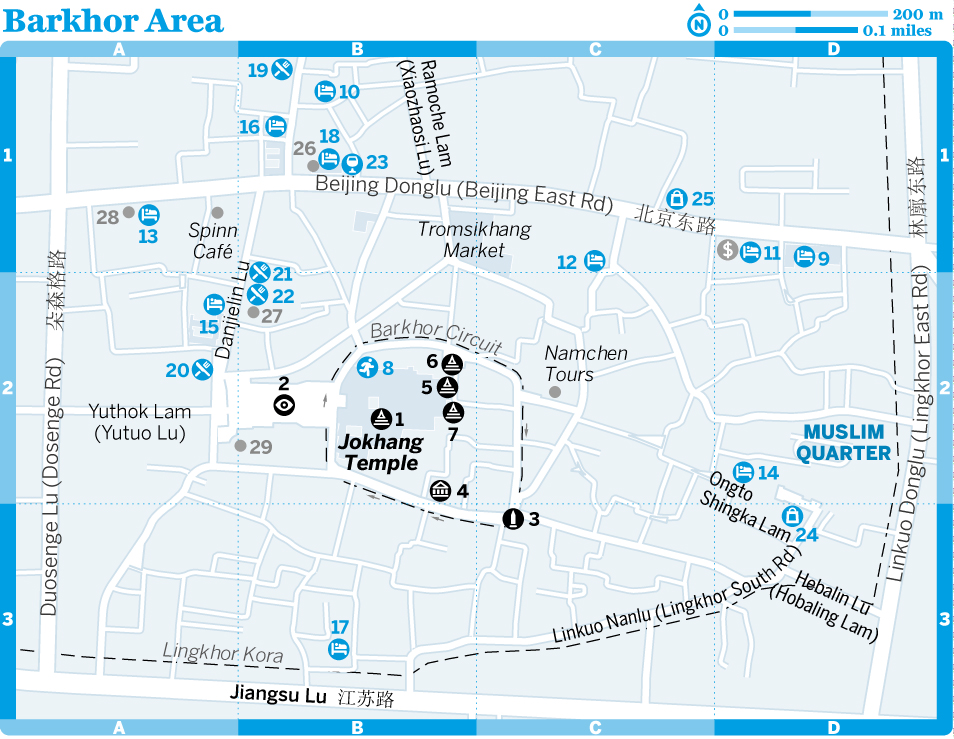 Barkhor Area
N
0 200 m
0 0.1 miles
A B C D
19
10
Ramoche Lam
(Xiaozhaosi Lu)
16
18
26
23
1 1
Beijing Donglu (Beijing East Rd)
北京东路
25
林廓东路
28
13
Spinn
Café
Tromsikhang
Market
12
$
11
9
朵森格路
21
22
27
15
Danjielin Lu
Barkhor Circuit
Namchen
Tours
20
8
6
5
2 2
2
1
7
Yuthok Lam
(Yutuo Lu)
Jokhang
Temple
29
MUSLIM
QUARTER
4
14
Ongto
Shingka Lam
3
24
Duosenge Lu (Dosenge Rd)
Linkuo Donglu (Lingkhor East Rd)
Hobalin Lu
(Hobaling Lam)
Linkuo Nanlu (Lingkhor South Rd)
3 3
17
Lingkhor Kora
Jiangsu Lu 江苏路
A B C D